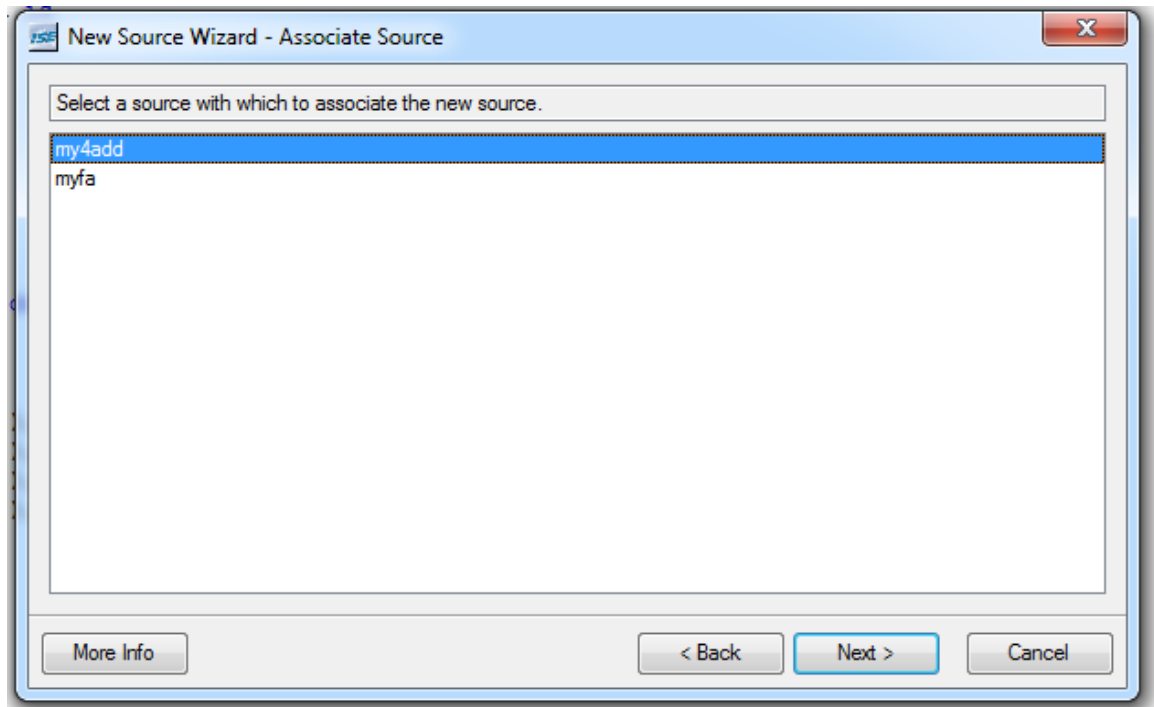 ISE New Source Wizard - Associate Source
Select a source with which to associate the new source.
my4add
myfa
More Info
< Back
Next >
Cancel